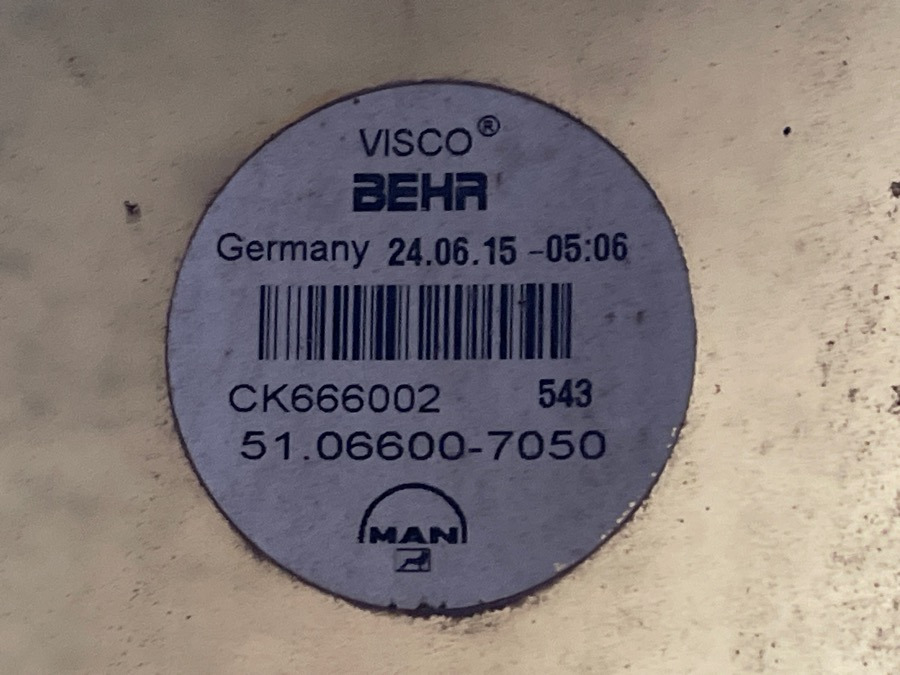 VISCO®
BEHR
Germany 24.06.15 -05:06
CK666002 543
51.06600-7050
MAN